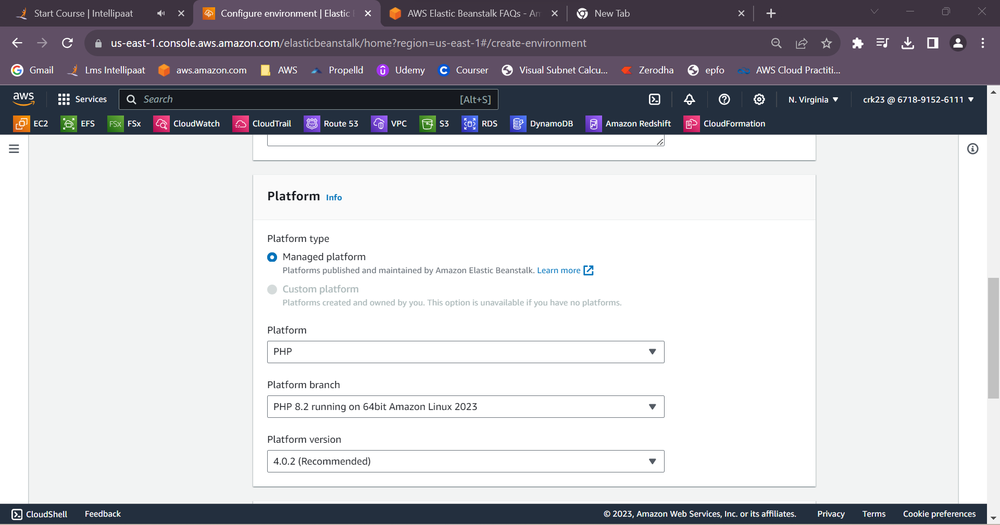 Start Course | Intellipaat
Configure environment | Elastic
AWS Elastic Beanstalk FAQs - Am
New Tab
us-east-1.console.aws.amazon.com/elasticbeanstalk/home?region=us-east-1#/create-environment
Gmail Lms Intellipaat aws.amazon.com AWS Propelld Udemy Courser Visual Subnet Calcu... Zerodha epfo AWS Cloud Practiti...
aws Services Search [Alt+S] N. Virginia crk23 @ 6718-9152-6111
EC2 EFS FSx FSx CloudWatch CloudTrail 53 Route 53 VPC S3 RDS DynamoDB Amazon Redshift CloudFormation
Platform Info
Platform type
Managed platform
Platforms published and maintained by Amazon Elastic Beanstalk. Learn more
Custom platform
Platforms created and owned by you. This option is unavailable if you have no platforms.
Platform
PHP
Platform branch
PHP 8.2 running on 64bit Amazon Linux 2023
Platform version
4.0.2 (Recommended)
CloudShell Feedback © 2023, Amazon Web Services, Inc. or its affiliates. Privacy Terms Cookie preferences